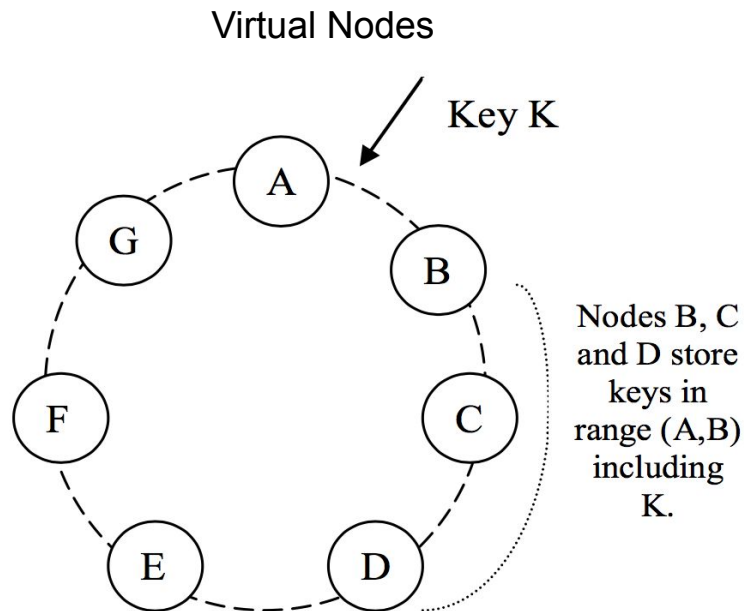 Virtual Nodes
Key K
A
B
G
Nodes B, C
and D store
keys in
range (A,B)
including
K.
F
C
E
D